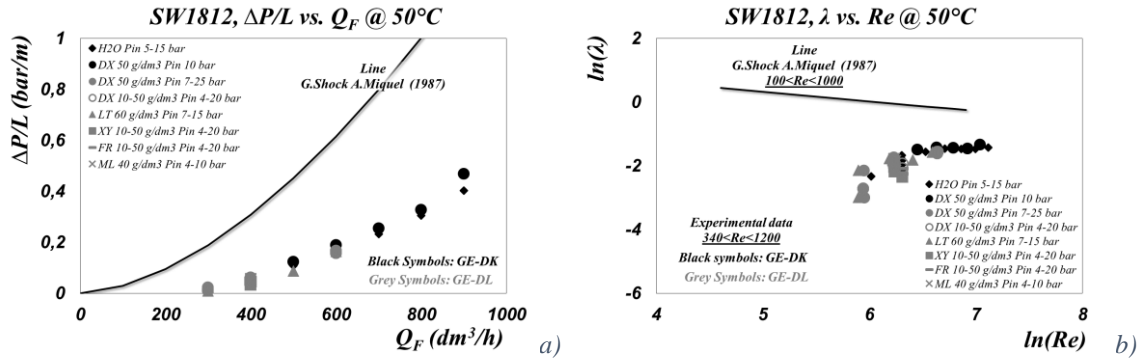 SW1812, ΔP/L vs. QF @ 50°C
ΔP/L (bar/m)
1
0,8
0,6
0,4
0,2
0
H2O Pin 5-15 bar
DX 50 g/dm3 Pin 10 bar
DX 50 g/dm3 Pin 7-25 bar
DX 10-50 g/dm3 Pin 4-20 bar
LT 60 g/dm3 Pin 7-15 bar
XY 10-50 g/dm3 Pin 4-20 bar
FR 10-50 g/dm3 Pin 4-20 bar
ML 40 g/dm3 Pin 4-10 bar
Line
G.Shock A.Miquel (1987)
Black Symbols: GE-DK
Grey Symbols: GE-DL
0 200 400 600 800 1000
QF (dm³/h)
a)
SW1812, λ vs. Re @ 50°C
ln(λ)
2
0
-2
-4
-6
Line
G.Shock A.Miquel (1987)
100<Re<1000
Experimental data
340<Re<1200
Black Symbols: GE-DK
Grey Symbols: GE-DL
H2O Pin 5-15 bar
DX 50 g/dm3 Pin 10 bar
DX 50 g/dm3 Pin 7-25 bar
DX 10-50 g/dm3 Pin 4-20 bar
LT 60 g/dm3 Pin 7-15 bar
XY 10-50 g/dm3 Pin 4-20 bar
FR 10-50 g/dm3 Pin 4-20 bar
ML 40 g/dm3 Pin 4-10 bar
4 5 6 7 8
ln(Re)
b)